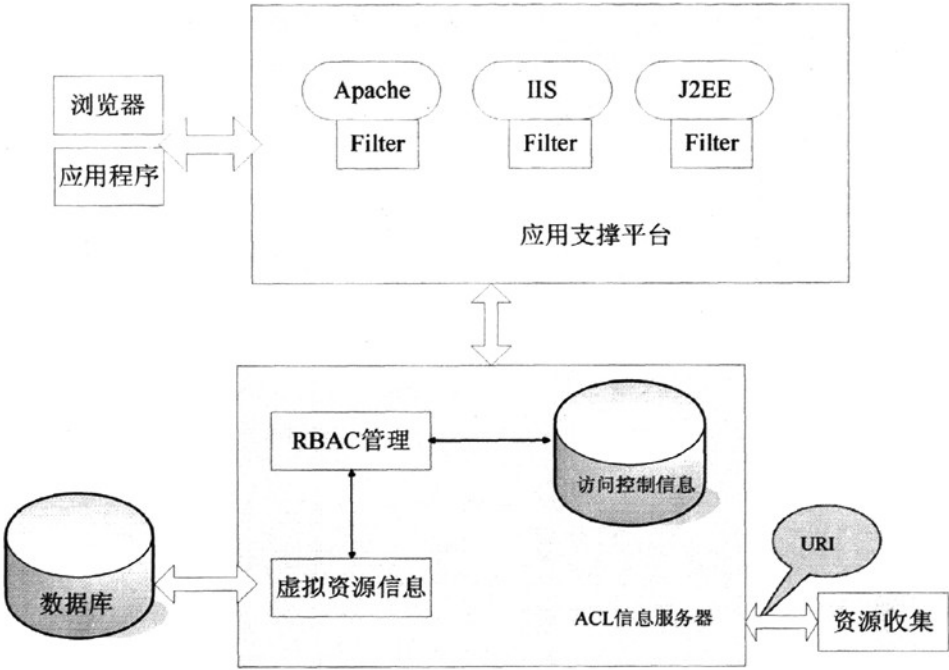 浏览器
应用程序
Apache
IIS
J2EE
Filter
Filter
Filter
应用支撑平台
RBAC管理
访问控制信息
数据库
虚拟资源信息
ACL信息服务器
URI
资源收集